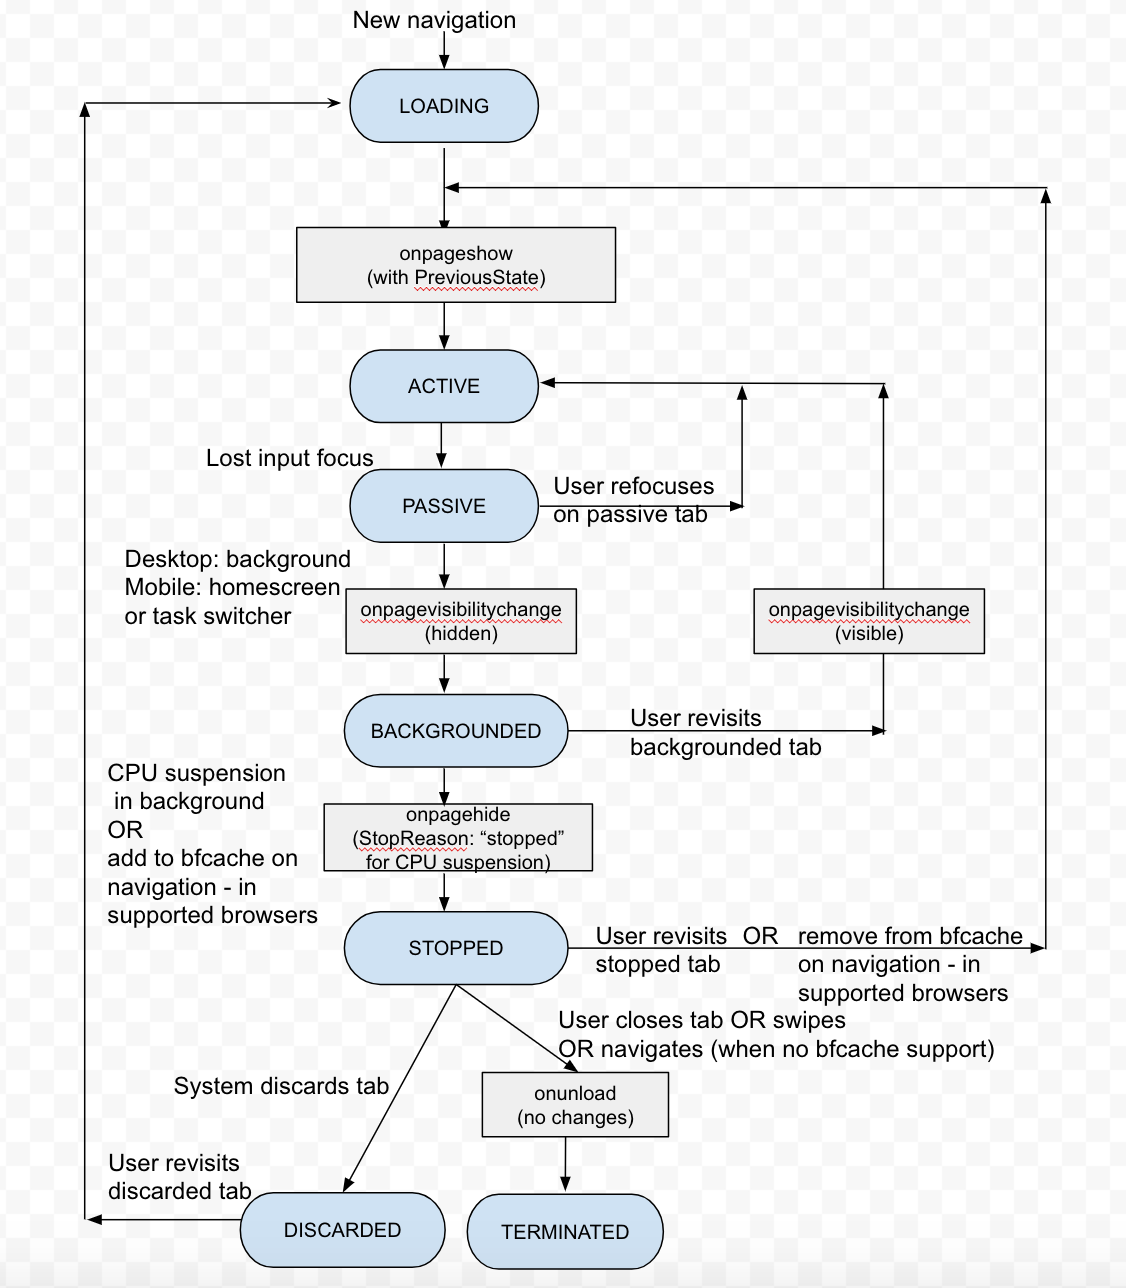 New navigation
LOADING
onpageshow
(with PreviousState)
ACTIVE
Lost input focus
PASSIVE
User refocuses
on passive tab
Desktop: background
Mobile: homescreen
or task switcher
onpagevisibilitychange
(hidden)
onpagevisibilitychange
(visible)
BACKGROUNDED
User revisits
backgrounded tab
CPU suspension
in background
OR
add to bfcache on
navigation - in
supported browsers
onpagehide
(StopReason: “stopped”
for CPU suspension)
STOPPED
User revisits OR remove from bfcache
stopped tab on navigation - in
supported browsers
User closes tab OR swipes
OR navigates (when no bfcache support)
System discards tab
onunload
(no changes)
User revisits
discarded tab
DISCARDED
TERMINATED